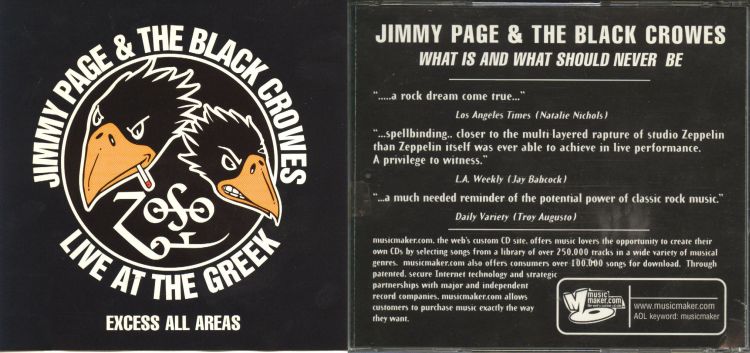 JIMMY PAGE & THE BLACK CROWES
LIVE AT THE GREEK
ZOSO
EXCESS ALL AREAS
JIMMY PAGE & THE BLACK CROWES
WHAT IS AND WHAT SHOULD NEVER BE
".....a rock dream come true..."
Los Angeles Times (Natalie Nichols)
"...spellbinding.. closer to the multi layered rapture of studio Zeppelin
than Zeppelin itself was ever able to achieve in live performance.
A privilege to witness."
L.A. Weekly (Jay Babcock)
"...a much needed reminder of the potential power of classic rock music."
Daily Variety (Troy Augusto)
musicmaker.com, the web's custom CD site, offers music lovers the opportunity to create their
own CDs by selecting songs from a library of over 250,000 tracks in a wide variety of musical
genres. musicmaker.com also offers consumers over 100,000 songs for download. Through
patented, secure Internet technology and strategic
partnerships with major and independent
record companies, musicmaker.com allows
customers to purchase music exactly the way
they want.
music
maker.com
www.musicmaker.com
AOL keyword: musicmaker